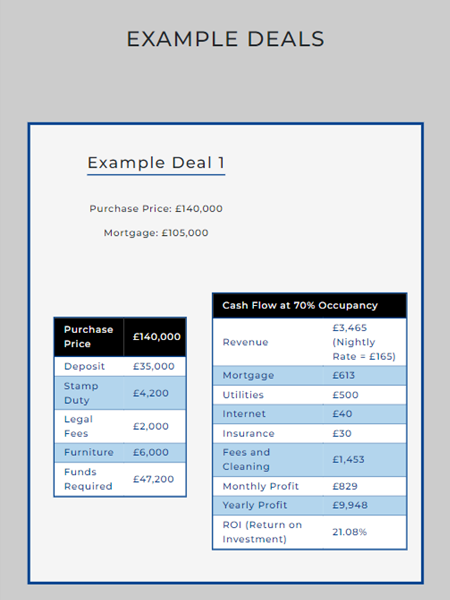 EXAMPLE DEALS
Example Deal 1
Purchase Price: £140,000
Mortgage: £105,000
Purchase
Price
£140,000
Deposit £35,000
Stamp
Duty
£4,200
Legal
Fees
£2,000
Furniture £6,000
Funds
Required
£47,200
Cash Flow at 70% Occupancy
Revenue
£3,465
(Nightly
Rate = £165)
Mortgage £613
Utilities £500
Internet £40
Insurance £30
Fees and
Cleaning
£1,453
Monthly Profit £829
Yearly Profit £9,948
ROI (Return on
Investment)
21.08%